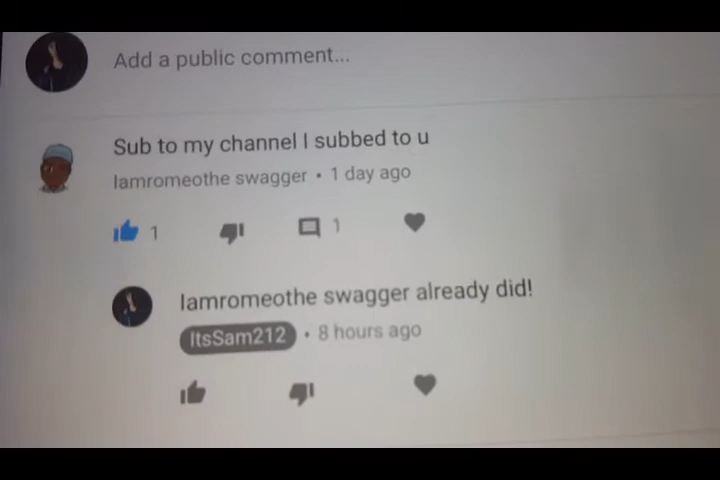 Add a public comment...
Sub to my channel I subbed to u
Iamromeothe swagger • 1 day ago
1
1
Iamromeothe swagger already did!
ItsSam212 • 8 hours ago